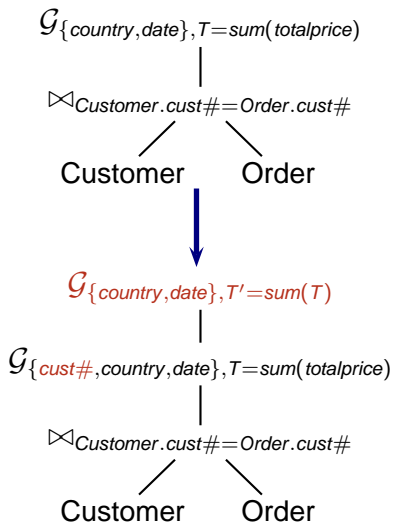 𝒢{country,date},T=sum(totalprice)
⋈Customer.cust#=Order.cust#
Customer Order
𝒢{country,date},T′=sum(T)
𝒢{cust#,country,date},T=sum(totalprice)
⋈Customer.cust#=Order.cust#
Customer Order